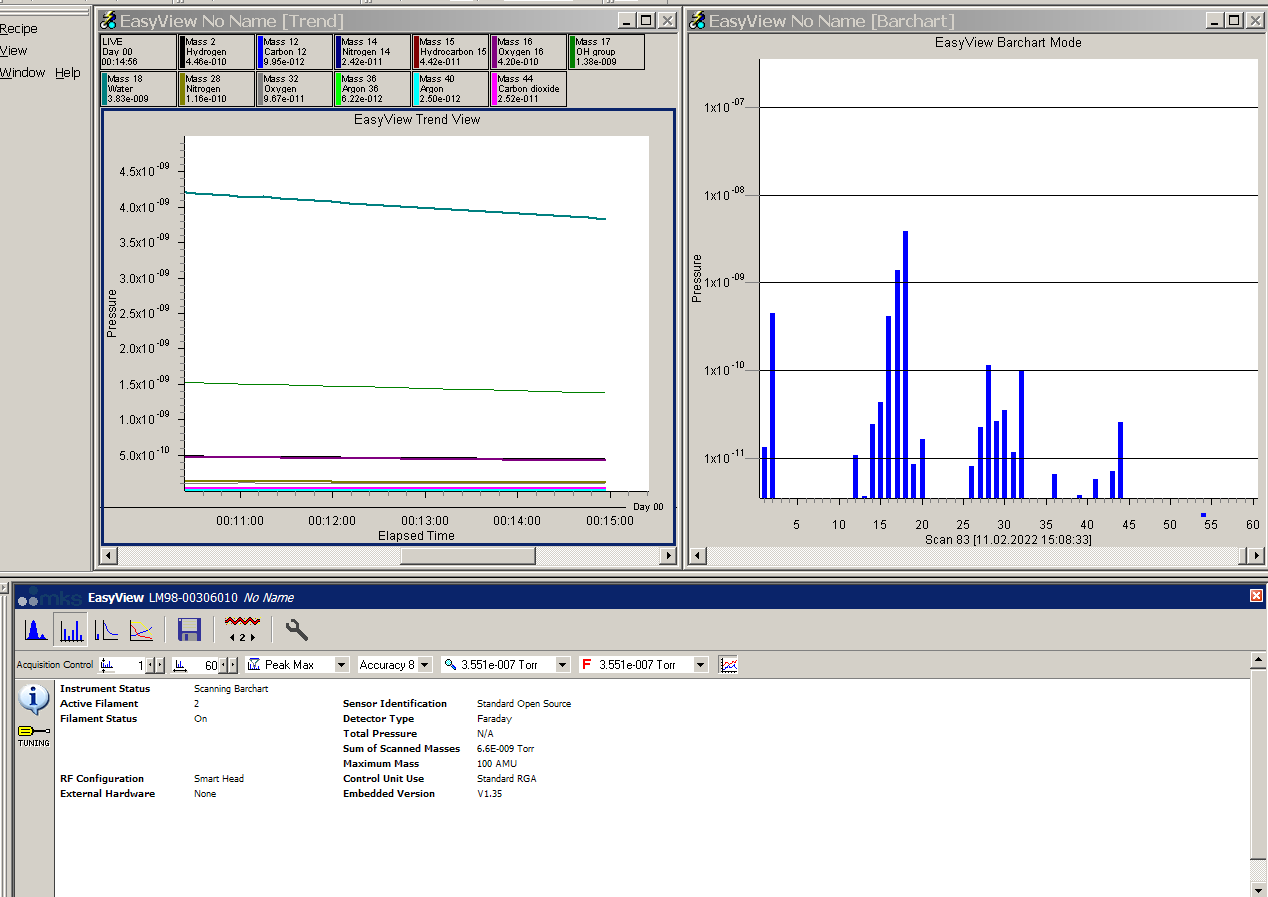 Recipe
View
Window Help
EasyView No Name [Trend]
LIVE
Day 00
00:14:56
Mass 2
Hydrogen
4.46e-010
Mass 12
Carbon 12
9.95e-012
Mass 14
Nitrogen 14
2.42e-011
Mass 15
Hydrocarbon 15
4.42e-011
Mass 16
Oxygen 16
4.20e-010
Mass 17
OH group
1.38e-009
Mass 18
Water
3.83e-009
Mass 28
Nitrogen
1.16e-010
Mass 32
Oxygen
9.67e-011
Mass 36
Argon 36
6.22e-012
Mass 40
Argon
2.50e-012
Mass 44
Carbon dioxide
2.52e-011
EasyView Trend View
4.5x10 -09
4.0x10 -09
3.5x10 -09
3.0x10 -09
2.5x10 -09
2.0x10 -09
1.5x10 -09
1.0x10 -09
5.0x10 -10
Pressure
Day 00
00:11:00 00:12:00 00:13:00 00:14:00 00:15:00
Elapsed Time
EasyView No Name [Barchart]
EasyView Barchart Mode
1x10 -07
1x10 -08
1x10 -09
1x10 -10
1x10 -11
Pressure
5 10 15 20 25 30 35 40 45 50 55 60
Scan 83 [11.02.2022 15:08:33]
mks EasyView LM98-00306010 No Name
2
Acquisition Control 1 60 Peak Max Accuracy 8 3.551e-007 Torr F 3.551e-007 Torr
TUNING
Instrument Status Scanning Barchart
Active Filament 2 Sensor Identification Standard Open Source
Filament Status On Detector Type Faraday
Total Pressure N/A
Sum of Scanned Masses 6.6E-009 Torr
Maximum Mass 100 AMU
RF Configuration Smart Head Control Unit Use Standard RGA
External Hardware None Embedded Version V1.35